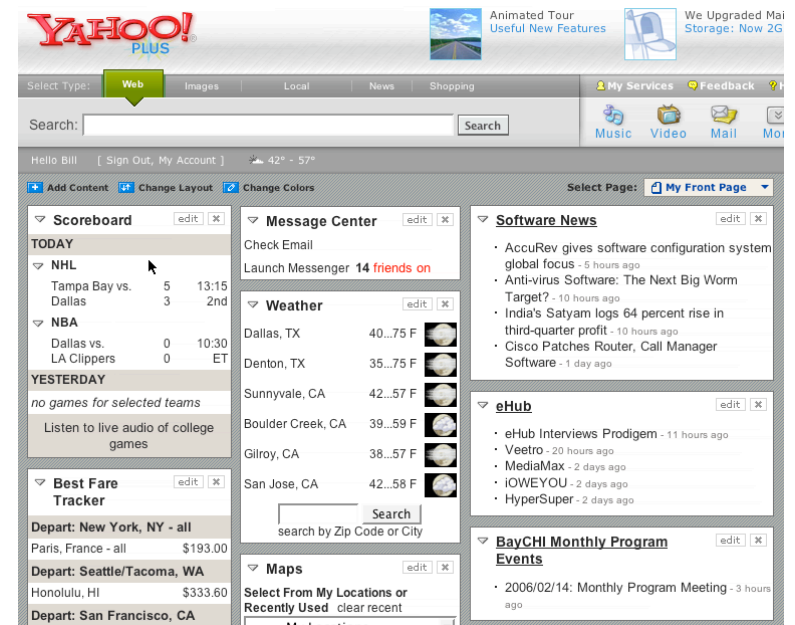 YAHOO!
PLUS
Animated Tour
Useful New Features
We Upgraded Mai
Storage: Now 2G
Select Type: Web Images Local News Shopping
My Services Feedback
Search: Search
Music Video Mail Mor
Hello Bill [ Sign Out, My Account ] 42° - 57°
Add Content Change Layout Change Colors
Select Page: My Front Page
Scoreboard edit
TODAY
NHL
Tampa Bay vs. 5 13:15
Dallas 3 2nd
NBA
Dallas vs. 0 10:30
LA Clippers 0 ET
YESTERDAY
no games for selected teams
Listen to live audio of college
games
Best Fare edit
Tracker
Depart: New York, NY - all
Paris, France - all $193.00
Depart: Seattle/Tacoma, WA
Honolulu, HI $333.60
Depart: San Francisco, CA
Message Center edit
Check Email
Launch Messenger 14 friends on
Weather edit
Dallas, TX 40...75 F
Denton, TX 35...75 F
Sunnyvale, CA 42...57 F
Boulder Creek, CA 39...59 F
Gilroy, CA 38...57 F
San Jose, CA 42...58 F
Search
search by Zip Code or City
Maps edit
Select From My Locations or
Recently Used clear recent
Software News edit
· AccuRev gives software configuration system
global focus - 5 hours ago
· Anti-virus Software: The Next Big Worm
Target? - 10 hours ago
· India's Satyam logs 64 percent rise in
third-quarter profit - 10 hours ago
· Cisco Patches Router, Call Manager
Software - 1 day ago
eHub edit
· eHub Interviews Prodigem - 11 hours ago
· Veetro - 20 hours ago
· MediaMax - 2 days ago
· iOWEYOU - 2 days ago
· HyperSuper - 2 days ago
BayCHI Monthly Program edit
Events
· 2006/02/14: Monthly Program Meeting - 3 hours
ago